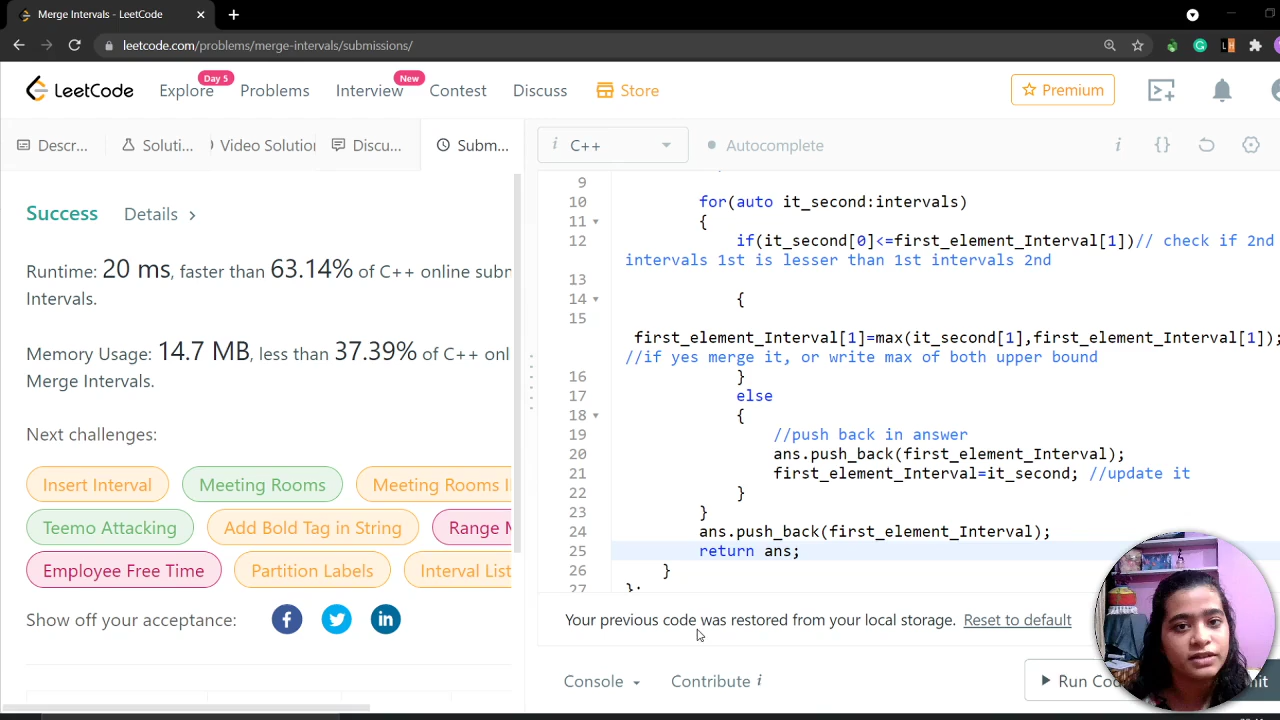 Merge Intervals - LeetCode
leetcode.com/problems/merge-intervals/submissions/
LeetCode
Explore
Day 5
Problems
Interview
New
Contest
Discuss
Store
Premium
Descr...
Soluti...
Video Solution
Discu...
Subm...
i C++
Autocomplete
i {}
Success
Details >
Runtime: 20 ms, faster than 63.14% of C++ online subm
Intervals.
Memory Usage: 14.7 MB, less than 37.39% of C++ onl
Merge Intervals.
Next challenges:
Insert Interval
Meeting Rooms
Meeting Rooms I
Teemo Attacking
Add Bold Tag in String
Range M
Employee Free Time
Partition Labels
Interval List
Show off your acceptance:
9
10 for(auto it_second:intervals)
11 {
12 if(it_second[0]<=first_element_Interval[1])// check if 2nd
intervals 1st is lesser than 1st intervals 2nd
13
14 {
15
first_element_Interval[1]=max(it_second[1],first_element_Interval[1]);
//if yes merge it, or write max of both upper bound
16 }
17 else
18 {
19 //push back in answer
20 ans.push_back(first_element_Interval);
21 first_element_Interval=it_second; //update it
22 }
23 }
24 ans.push_back(first_element_Interval);
25 return ans;
26 }
27 };
Your previous code was restored from your local storage. Reset to default
Console
Contribute i
Run Co
it